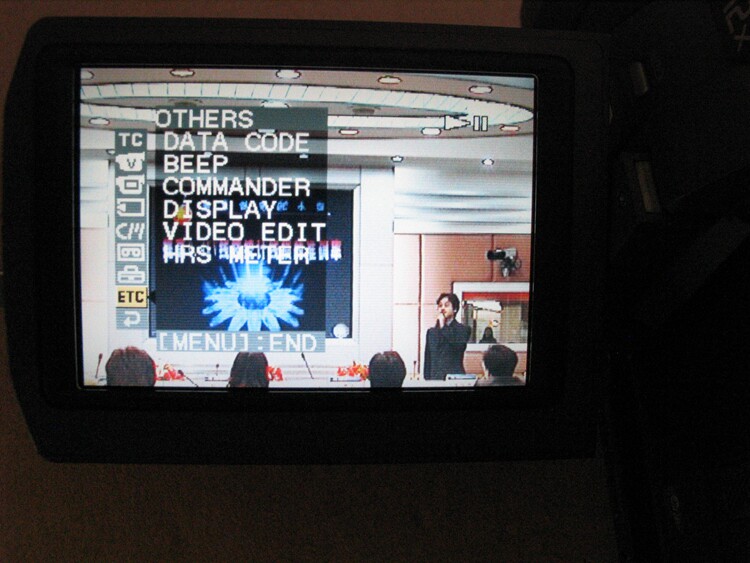 OTHERS
TC DATA CODE
BEEP
COMMANDER
DISPLAY
VIDEO EDIT
HRS METER
ETC
[MENU]:END